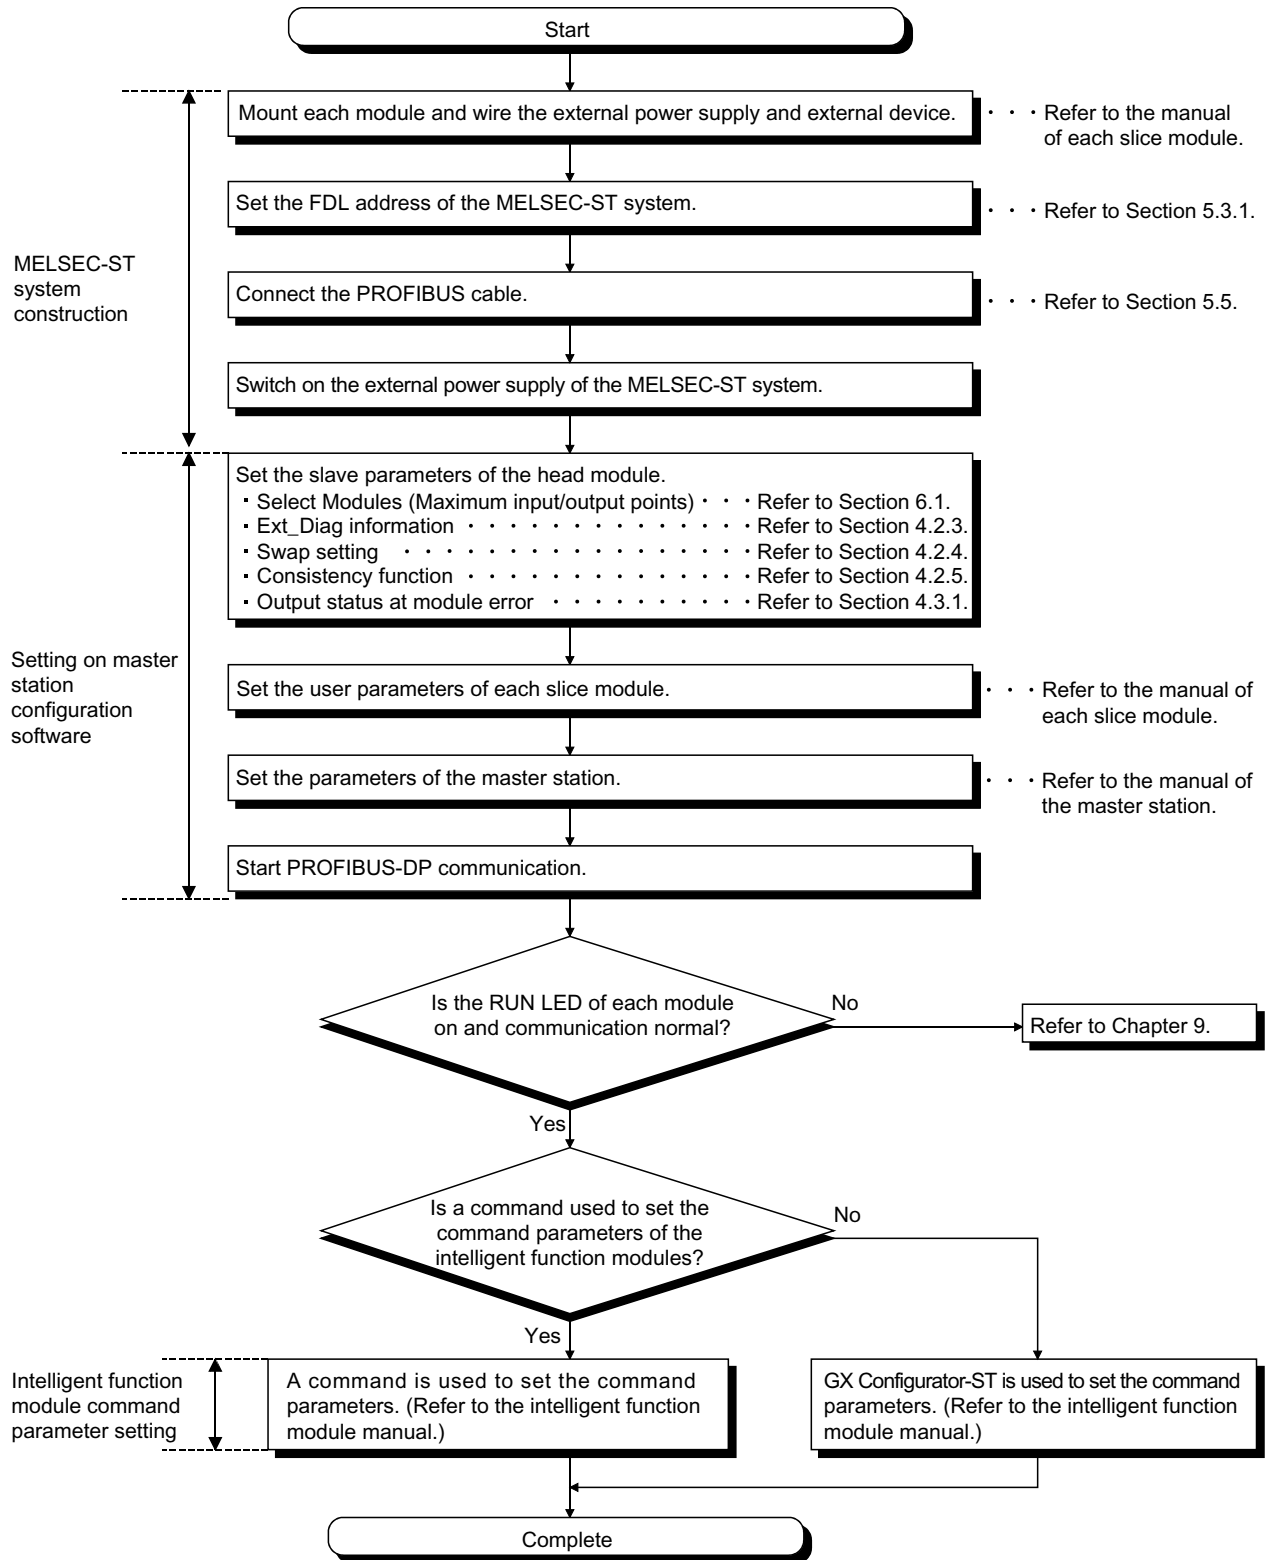 Start
Mount each module and wire the external power supply and external device.
· · · Refer to the manual
of each slice module.
Set the FDL address of the MELSEC-ST system.
· · · Refer to Section 5.3.1.
MELSEC-ST
system
construction
Connect the PROFIBUS cable.
· · · Refer to Section 5.5.
Switch on the external power supply of the MELSEC-ST system.
Set the slave parameters of the head module.
· Select Modules (Maximum input/output points) · · · Refer to Section 6.1.
· Ext_Diag information · · · · · · · · · · · · · · Refer to Section 4.2.3.
· Swap setting · · · · · · · · · · · · · · · · · Refer to Section 4.2.4.
· Consistency function · · · · · · · · · · · · · · Refer to Section 4.2.5.
· Output status at module error · · · · · · · · · · Refer to Section 4.3.1.
Setting on master
station
configuration
software
Set the user parameters of each slice module.
· · · Refer to the manual of
each slice module.
Set the parameters of the master station.
· · · Refer to the manual of
the master station.
Start PROFIBUS-DP communication.
Is the RUN LED of each module
on and communication normal?
No
Refer to Chapter 9.
Yes
Is a command used to set the
command parameters of the
intelligent function modules?
No
Yes
Intelligent function
module command
parameter setting
A command is used to set the command
parameters. (Refer to the intelligent function
module manual.)
GX Configurator-ST is used to set the command
parameters. (Refer to the intelligent function
module manual.)
Complete